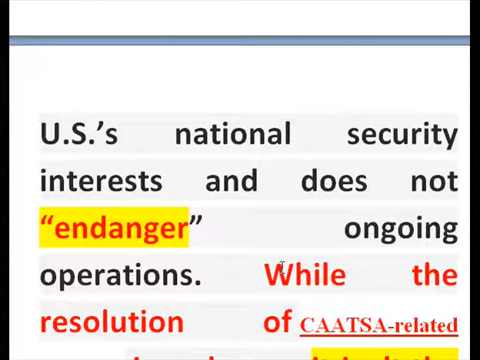 U.S.’s national security
interests and does not
“endanger” ongoing
operations. While the
resolution of CAATSA-related